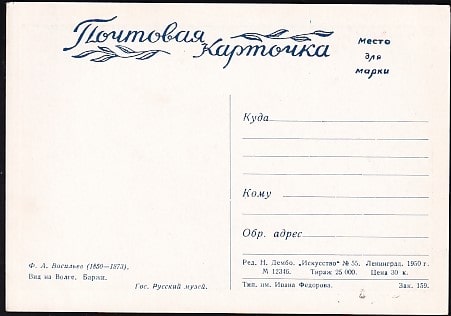 Почтовая
Карточка
Место
для
марки
Куда
Кому
Обр. адрес
Ф. А. Васильев (1850—1873).
Вид на Волге. Баржи.
Гос. Русский музей.
Ред. Н. Дембо. „Искусство“ № 55. Ленинград. 1950 г.
М 12346. Тираж 25 000. Цена 30 к.
Тип. им. Ивана Федорова. Зак. 159.